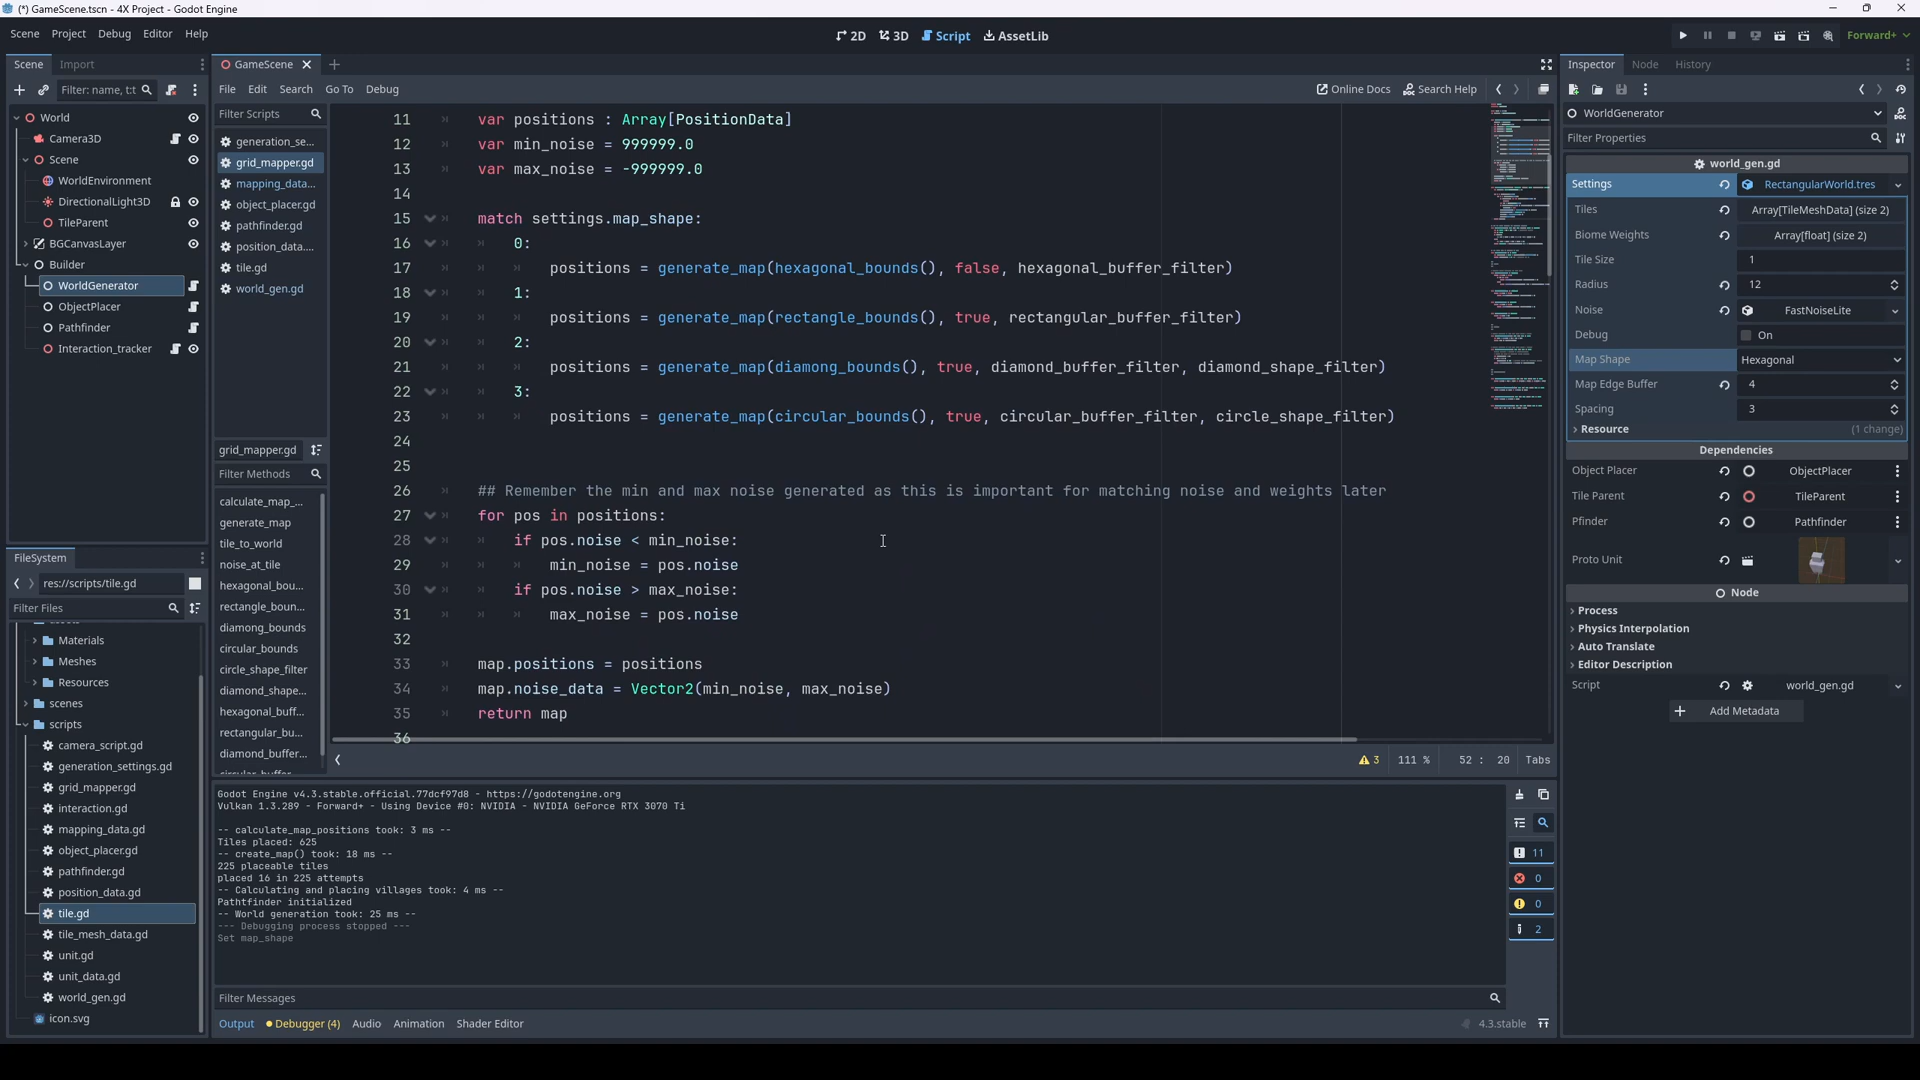 (*) GameScene.tscn - 4X Project - Godot Engine
Scene Project Debug Editor Help
2D 3D Script AssetLib
Forward+
Scene Import
Filter: name, t:t
World
Camera3D
Scene
WorldEnvironment
DirectionalLight3D
TileParent
BGCanvasLayer
Builder
WorldGenerator
ObjectPlacer
Pathfinder
Interaction_tracker
FileSystem
res://scripts/tile.gd
Filter Files
Materials
Meshes
Resources
scenes
scripts
camera_script.gd
generation_settings.gd
grid_mapper.gd
interaction.gd
mapping_data.gd
object_placer.gd
pathfinder.gd
position_data.gd
tile.gd
tile_mesh_data.gd
unit.gd
unit_data.gd
world_gen.gd
icon.svg
GameScene
File Edit Search Go To Debug
Online Docs Search Help
Filter Scripts
generation_se...
grid_mapper.gd
mapping_data...
object_placer.gd
pathfinder.gd
position_data....
tile.gd
world_gen.gd
grid_mapper.gd
Filter Methods
calculate_map_...
generate_map
tile_to_world
noise_at_tile
hexagonal_bou...
rectangle_boun...
diamong_bounds
circular_bounds
circle_shape_filter
diamond_shape...
hexagonal_buff...
rectangular_bu...
diamond_buffer...
11 var positions : Array[PositionData]
12 var min_noise = 999999.0
13 var max_noise = -999999.0
14
15 match settings.map_shape:
16 0:
17 positions = generate_map(hexagonal_bounds(), false, hexagonal_buffer_filter)
18 1:
19 positions = generate_map(rectangle_bounds(), true, rectangular_buffer_filter)
20 2:
21 positions = generate_map(diamong_bounds(), true, diamond_buffer_filter, diamond_shape_filter)
22 3:
23 positions = generate_map(circular_bounds(), true, circular_buffer_filter, circle_shape_filter)
24
25
26 ## Remember the min and max noise generated as this is important for matching noise and weights later
27 for pos in positions:
28 if pos.noise < min_noise:
29 min_noise = pos.noise
30 if pos.noise > max_noise:
31 max_noise = pos.noise
32
33 map.positions = positions
34 map.noise_data = Vector2(min_noise, max_noise)
35 return map
36
3 111 % 52 : 20 Tabs
Godot Engine v4.3.stable.official.77dcf97d8 - https://godotengine.org
Vulkan 1.3.289 - Forward+ - Using Device #0: NVIDIA - NVIDIA GeForce RTX 3070 Ti
-- calculate_map_positions took: 3 ms --
Tiles placed: 625
-- create_map() took: 18 ms --
225 placeable tiles
placed 16 in 225 attempts
-- Calculating and placing villages took: 4 ms --
Pathtfinder initialized
-- World generation took: 25 ms --
--- Debugging process stopped ---
Set map_shape
11
0
0
2
Filter Messages
Output Debugger (4) Audio Animation Shader Editor
4.3.stable
Inspector Node History
WorldGenerator
Filter Properties
world_gen.gd
Settings RectangularWorld.tres
Tiles Array[TileMeshData] (size 2)
Biome Weights Array[float] (size 2)
Tile Size 1
Radius 12
Noise FastNoiseLite
Debug On
Map Shape Hexagonal
Map Edge Buffer 4
Spacing 3
Resource (1 change)
Dependencies
Object Placer ObjectPlacer
Tile Parent TileParent
Pfinder Pathfinder
Proto Unit
Node
Process
Physics Interpolation
Auto Translate
Editor Description
Script world_gen.gd
Add Metadata